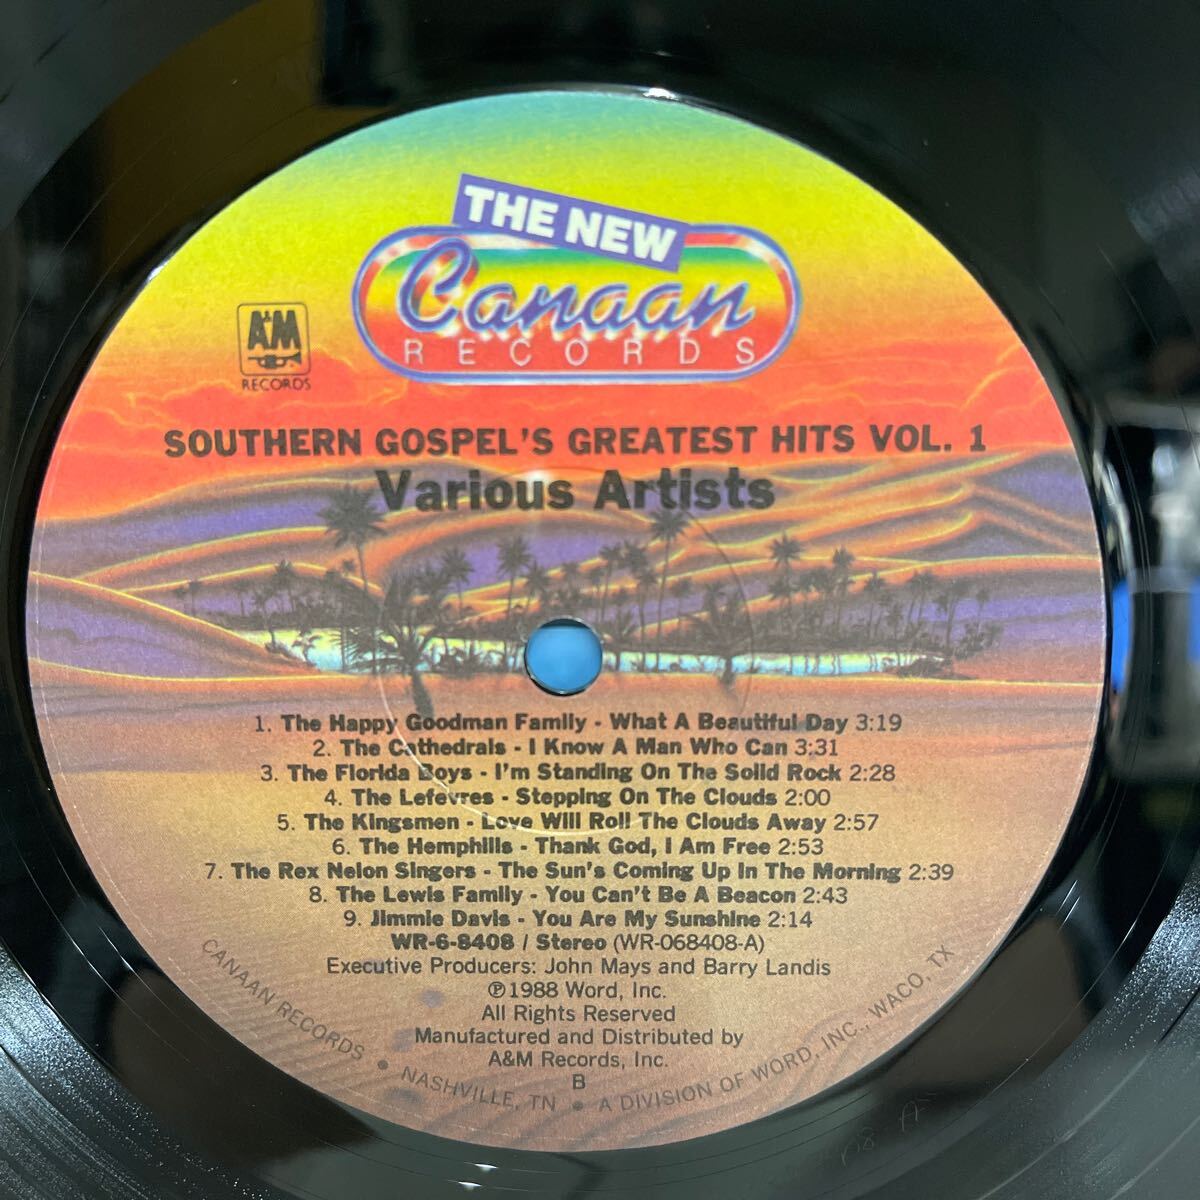 THE NEW
Canaan
RECORDS
A&M
RECORDS
SOUTHERN GOSPEL'S GREATEST HITS VOL. 1
Various Artists
1. The Happy Goodman Family - What A Beautiful Day 3:19
2. The Cathedrals - I Know A Man Who Can 3:31
3. The Florida Boys - I'm Standing On The Solid Rock 2:28
4. The Lefevres - Stepping On The Clouds 2:00
5. The Kingsmen - Love Will Roll The Clouds Away 2:57
6. The Hemphills - Thank God, I Am Free 2:53
7. The Rex Nelon Singers - The Sun's Coming Up In The Morning 2:39
8. The Lewis Family - You Can't Be A Beacon 2:43
9. Jimmie Davis - You Are My Sunshine 2:14
WR-6-8408 / Stereo (WR-068408-A)
Executive Producers: John Mays and Barry Landis
℗1988 Word, Inc.
All Rights Reserved
Manufactured and Distributed by
A&M Records, Inc.
B
CANAAN RECORDS • NASHVILLE, TN • A DIVISION OF WORD, INC., WACO, TX